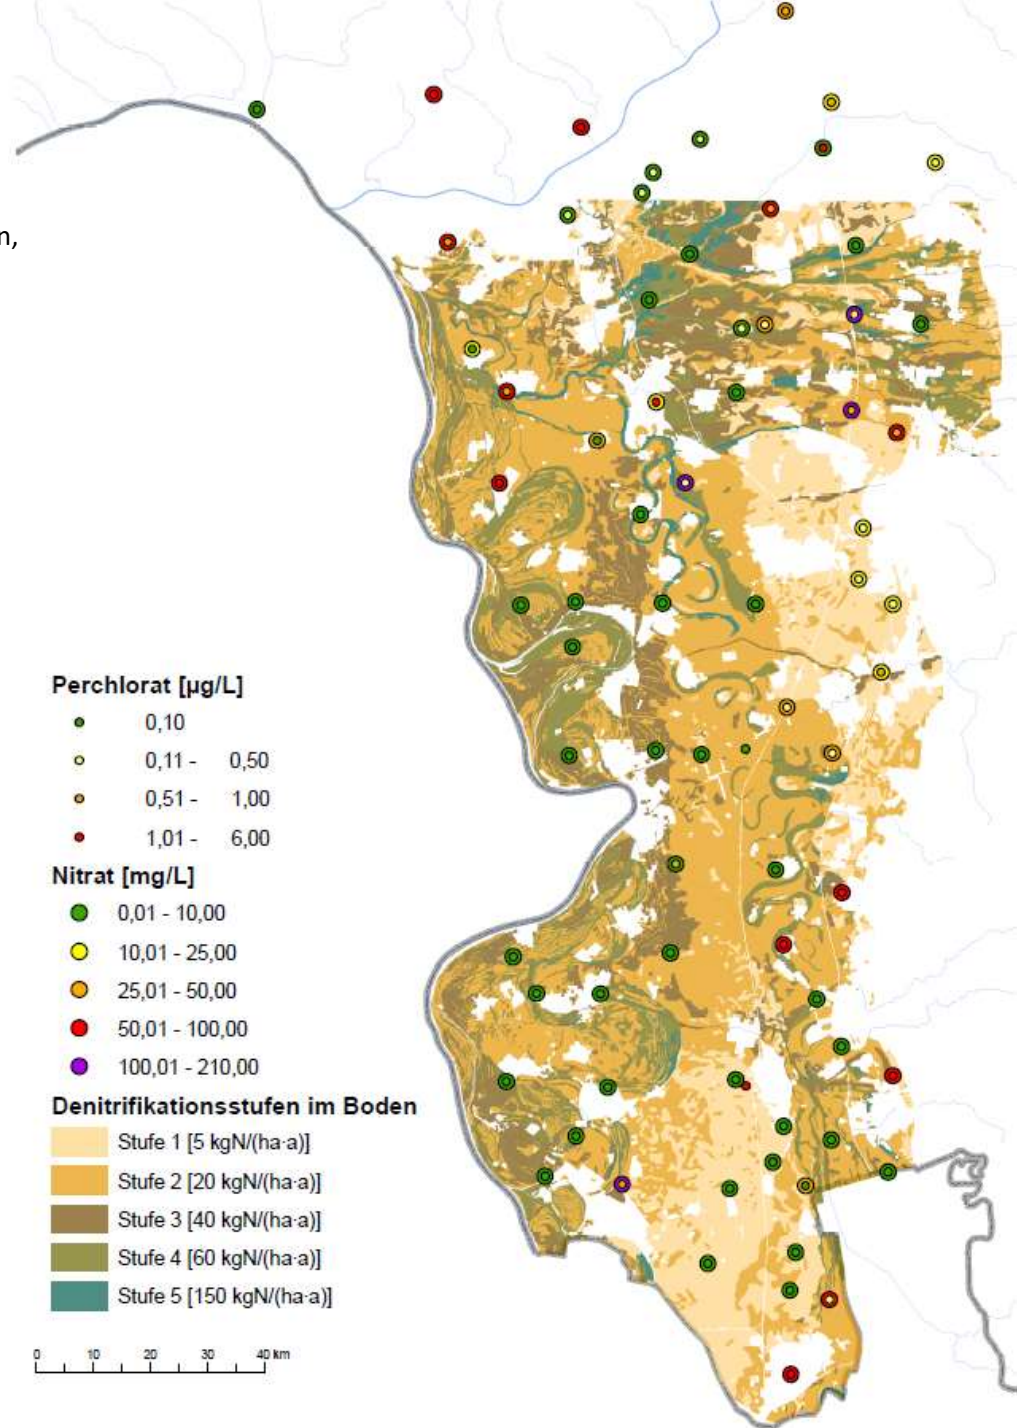 n,
Perchlorat [µg/L]
0,10
0,11 - 0,50
0,51 - 1,00
1,01 - 6,00
Nitrat [mg/L]
0,01 - 10,00
10,01 - 25,00
25,01 - 50,00
50,01 - 100,00
100,01 - 210,00
Denitrifikationsstufen im Boden
Stufe 1 [5 kgN/(ha·a)]
Stufe 2 [20 kgN/(ha·a)]
Stufe 3 [40 kgN/(ha·a)]
Stufe 4 [60 kgN/(ha·a)]
Stufe 5 [150 kgN/(ha·a)]
0 10 20 40 km